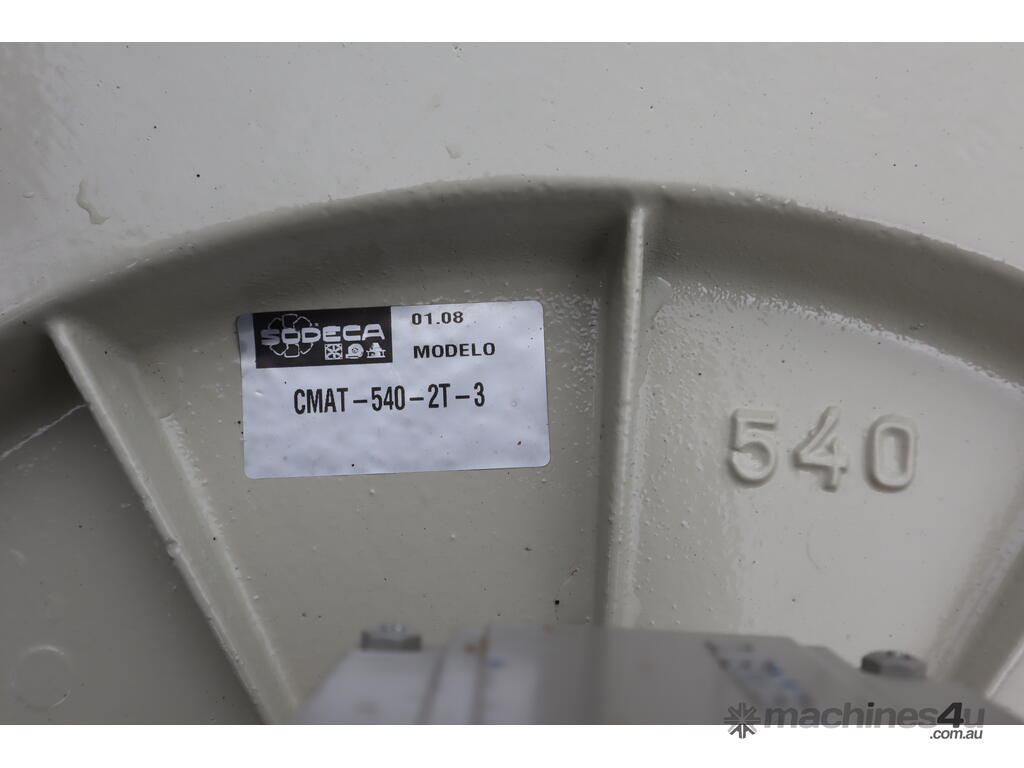 SODECA
01.08
MODELO
CMAT-540-2T-3
540
machines4u
.com.au